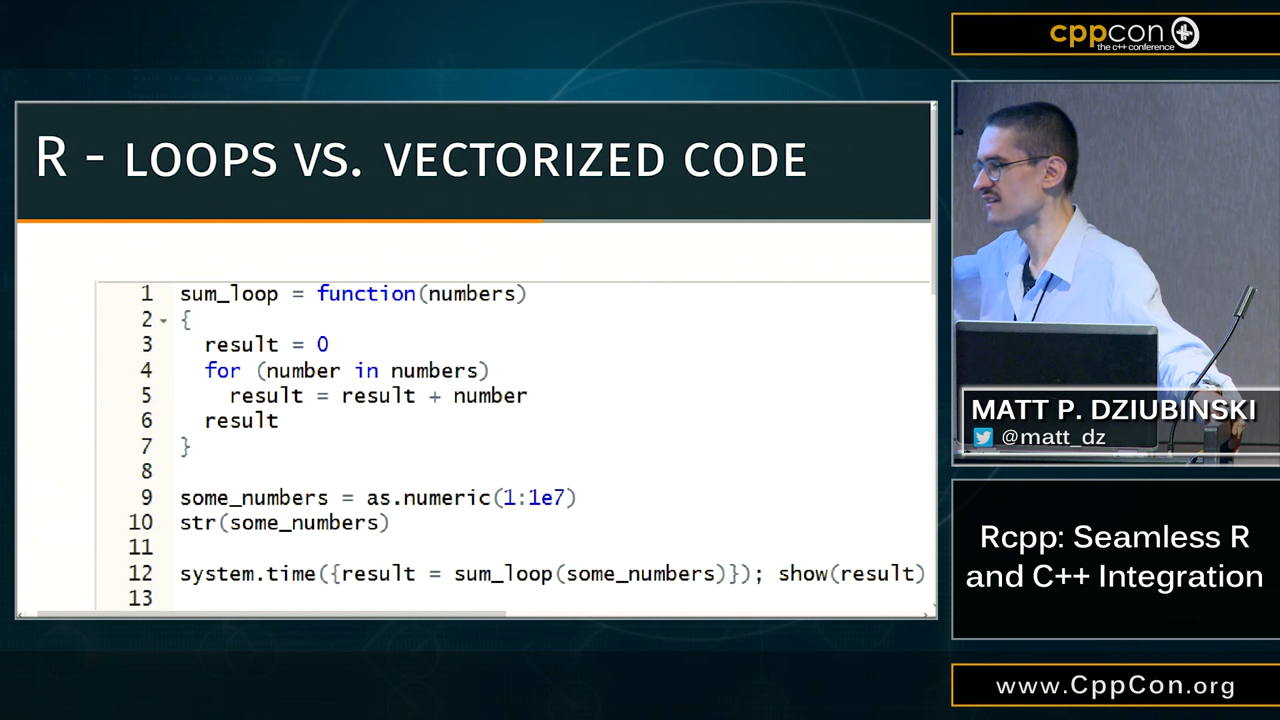 cppcon
the c++ conference
R - LOOPS VS. VECTORIZED CODE
1 sum_loop = function(numbers)
2 {
3   result = 0
4   for (number in numbers)
5     result = result + number
6   result
7 }
8
9 some_numbers = as.numeric(1:1e7)
10 str(some_numbers)
11
12 system.time({result = sum_loop(some_numbers)}); show(result)
13
MATT P. DZIUBINSKI
@matt_dz
Rcpp: Seamless R
and C++ Integration
www.CppCon.org